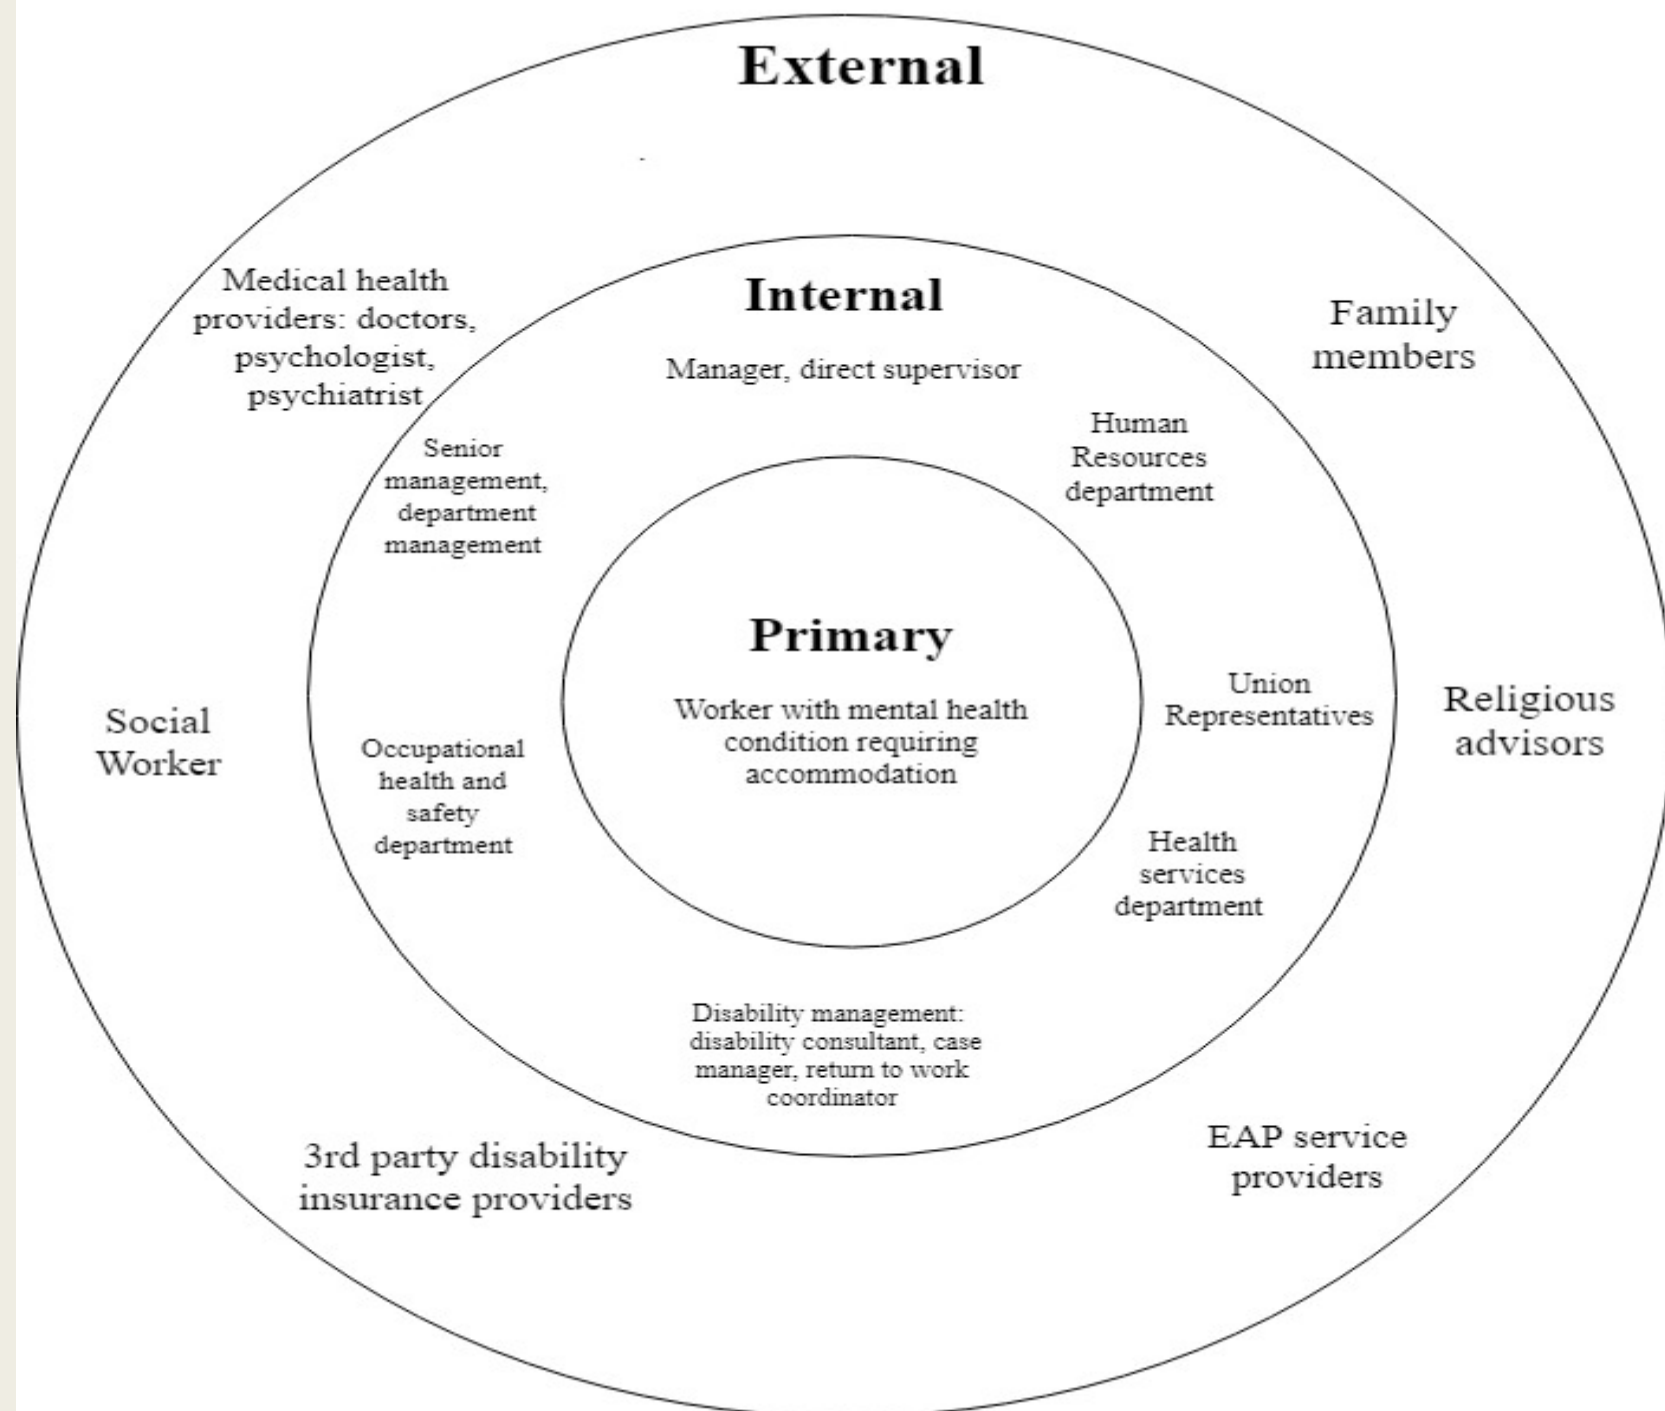 External
Medical health
providers: doctors,
psychologist,
psychiatrist
Family
members
Social
Worker
Religious
advisors
3rd party disability
insurance providers
EAP service
providers
Internal
Manager, direct supervisor
Senior
management,
department
management
Human
Resources
department
Occupational
health and
safety
department
Union
Representatives
Health
services
department
Disability management:
disability consultant, case
manager, return to work
coordinator
Primary
Worker with mental health
condition requiring
accommodation